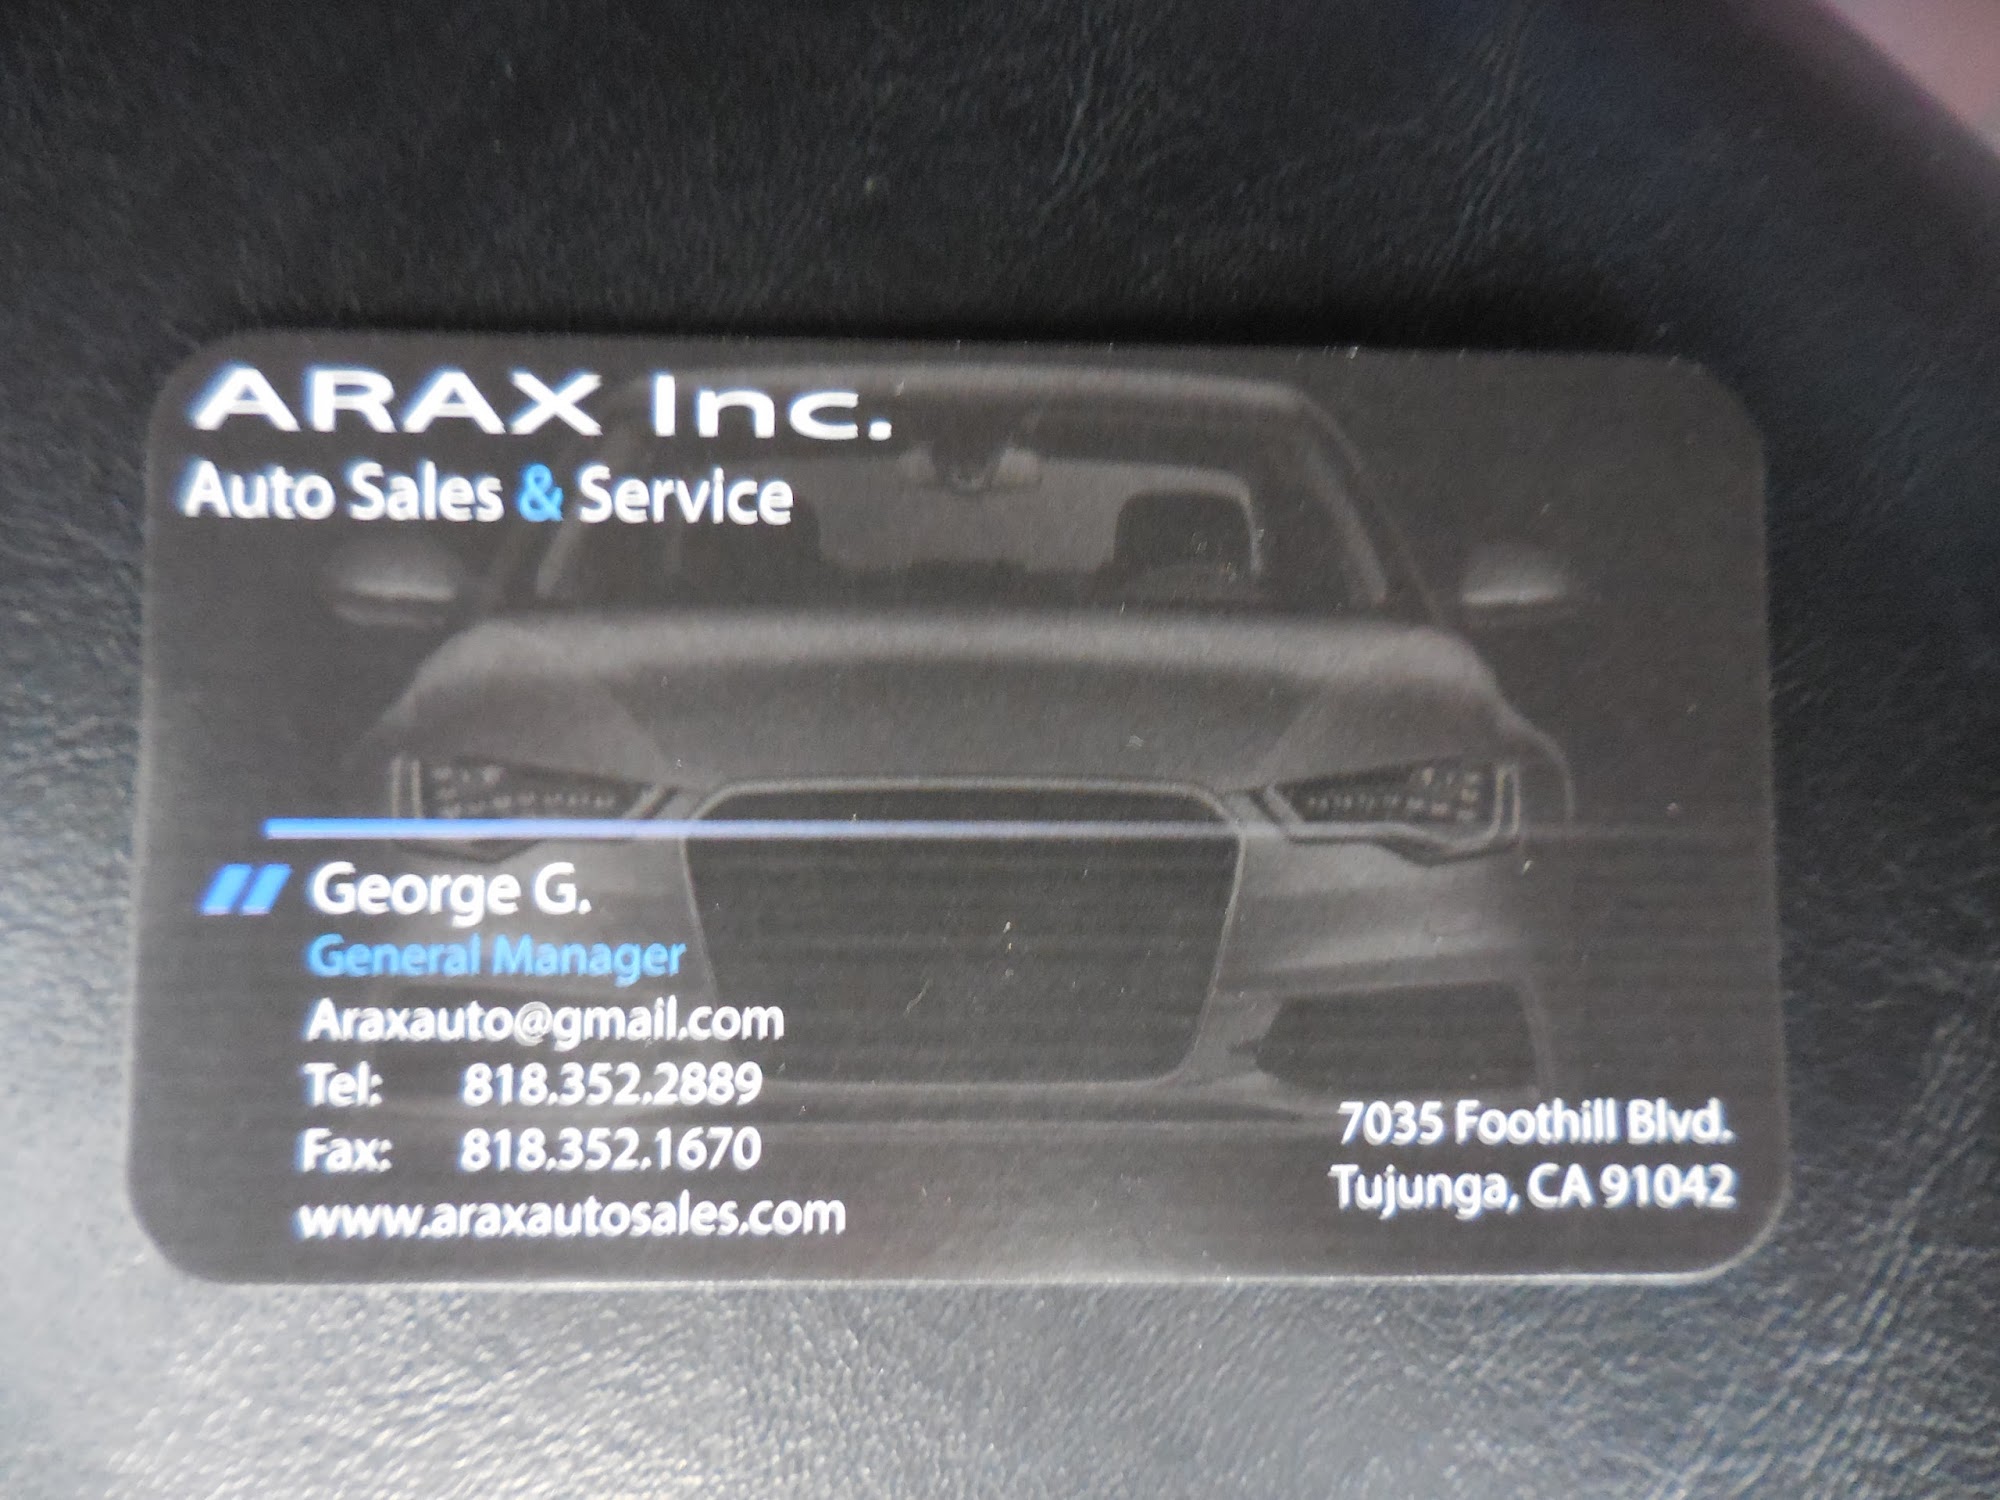 ARAX Inc.
Auto Sales & Service
George G.
General Manager
Araxauto@gmail.com
Tel: 818.352.2889
Fax: 818.352.1670
www.araxautosales.com
7035 Foothill Blvd.
Tujunga, CA 91042